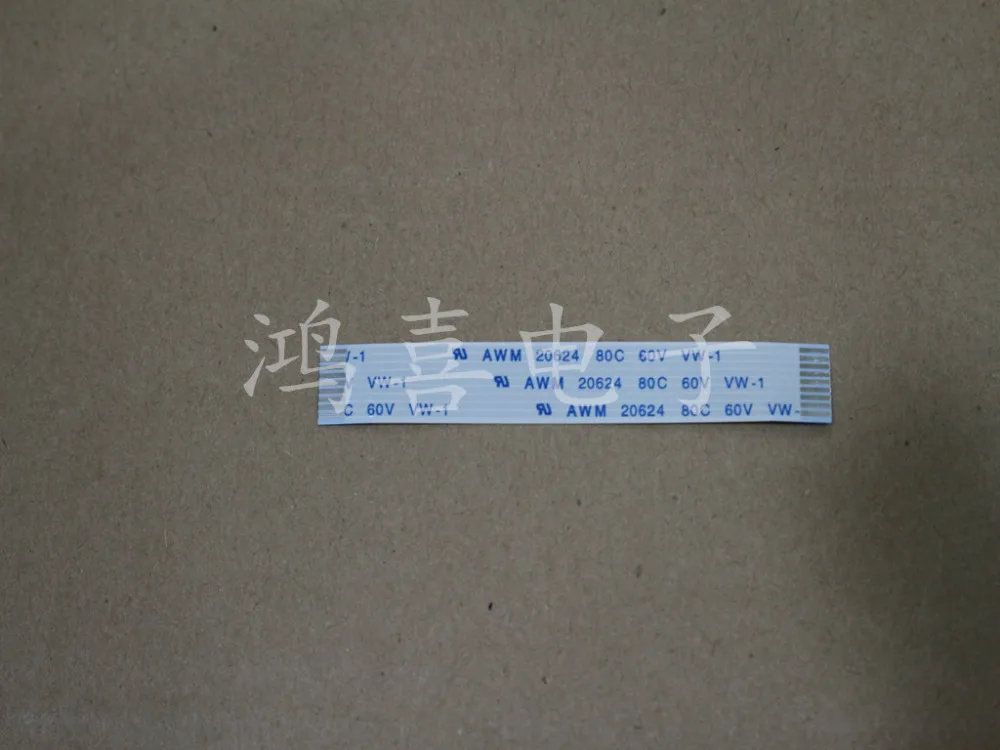 鸿喜电子
/-1 AWM 20624 80C 60V VW-1
V VW-1 AWM 20624 80C 60V VW-1
C 60V VW-1 AWM 20624 80C 60V VW-